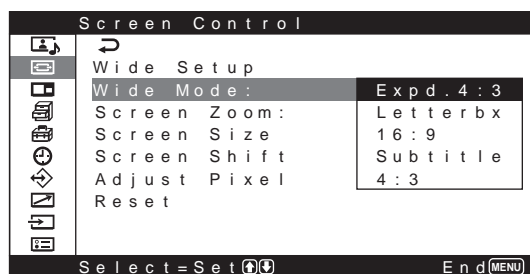 Screen Control
Wide Setup
Wide Mode: Expd.4:3
Screen Zoom: Letterbx
Screen Size 16:9
Screen Shift Subtitle
Adjust Pixel 4:3
Reset
Select=Set End MENU